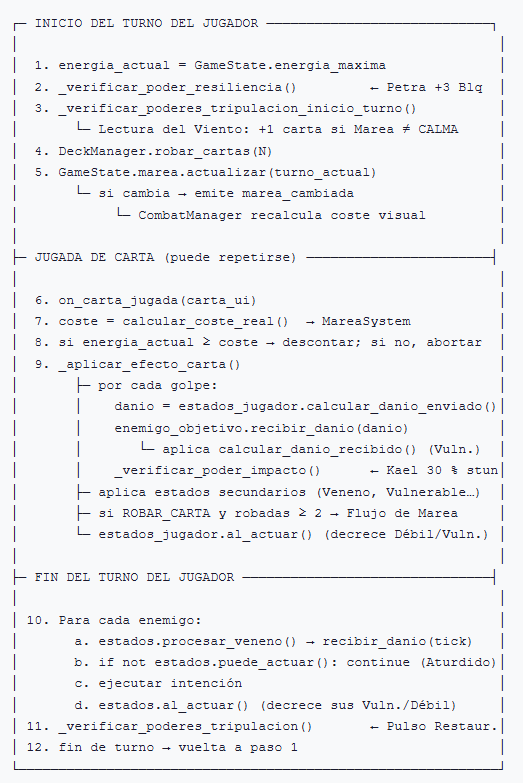 INICIO DEL TURNO DEL JUGADOR
1. energia_actual = GameState.energia_maxima
2. _verificar_poder_resiliencia() ← Petra +3 Blq
3. _verificar_poderes_tripulacion_inicio_turno()
└─ Lectura del Viento: +1 carta si Marea ≠ CALMA
4. DeckManager.robar_cartas(N)
5. GameState.marea.actualizar(turno_actual)
└─ si cambia → emite marea_cambiada
└─ CombatManager recalcula coste visual
JUGADA DE CARTA (puede repetirse)
6. on_carta_jugada(carta_ui)
7. coste = calcular_coste_real() → MareaSystem
8. si energia_actual ≥ coste → descontar; si no, abortar
9. _aplicar_efecto_carta()
├─ por cada golpe:
│ danio = estados_jugador.calcular_danio_enviado()
│ enemigo_objetivo.recibir_danio(danio)
│ └─ aplica calcular_danio_recibido() (Vuln.)
│ _verificar_poder_impacto() ← Kael 30 % stun
├─ aplica estados secundarios (Veneno, Vulnerable…)
├─ si ROBAR_CARTA y robadas ≥ 2 → Flujo de Marea
└─ estados_jugador.al_actuar() (decrece Débil/Vuln.)
FIN DEL TURNO DEL JUGADOR
10. Para cada enemigo:
a. estados.procesar_veneno() → recibir_danio(tick)
b. if not estados.puede_actuar(): continue (Aturdido)
c. ejecutar intención
d. estados.al_actuar() (decrece sus Vuln./Débil)
11. _verificar_poderes_tripulacion() ← Pulso Restaur.
12. fin de turno → vuelta a paso 1